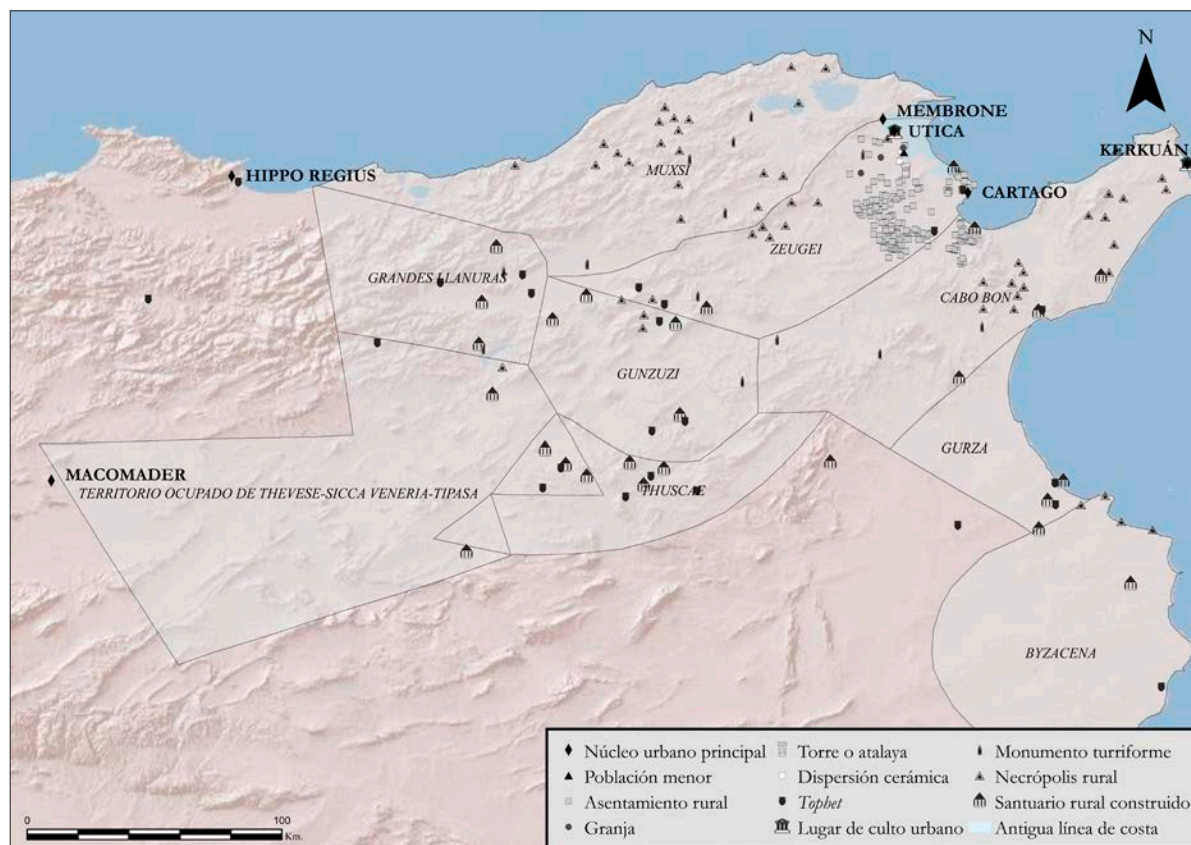 N
MEMBRONE
UTICA
KERKUÁN
HIPPO REGIUS
MUXSÍ
CARTAGO
ZEUGEI
GRANDES LLANURAS
CABO BON
GUNZUZI
GURZA
MACOMADER
TERRITORIO OCUPADO DE THEVESE-SICCA VENERIA-TIPASA
THUSCAE
BYZACENA
Núcleo urbano principal
Población menor
Asentamiento rural
Granja
Torre o atalaya
Dispersión cerámica
Tophet
Lugar de culto urbano
Monumento turriforme
Necrópolis rural
Santuario rural construido
Antigua línea de costa
0 100
Km.